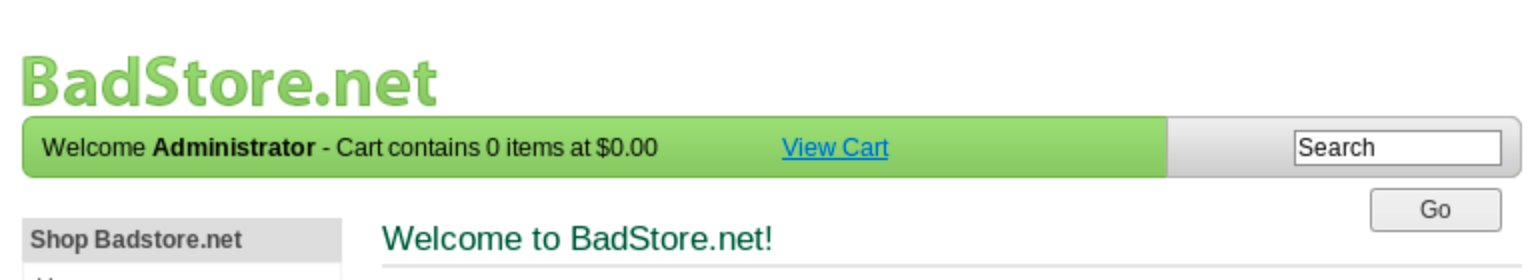 BadStore.net
Welcome Administrator - Cart contains 0 items at $0.00 View Cart Search
Go
Shop Badstore.net
Welcome to BadStore.net!